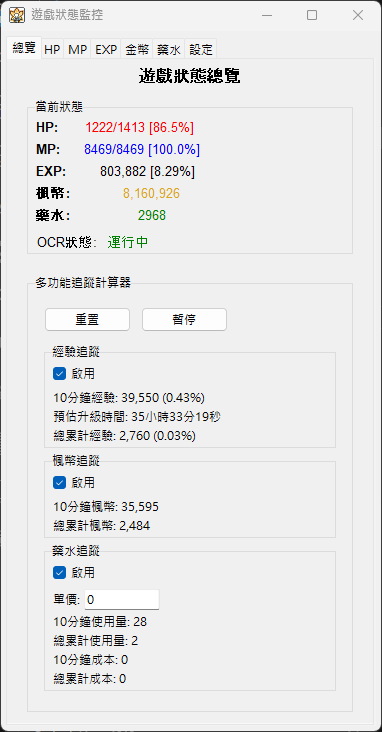 遊戲狀態監控
總覽 HP MP EXP 金幣 藥水 設定
遊戲狀態總覽
當前狀態
HP: 1222/1413 [86.5%]
MP: 8469/8469 [100.0%]
EXP: 803,882 [8.29%]
楓幣: 8,160,926
藥水: 2968
OCR狀態: 運行中
多功能追蹤計算器
重置 暫停
經驗追蹤
啟用
10分鐘經驗: 39,550 (0.43%)
預估升級時間: 35小時33分19秒
總累計經驗: 2,760 (0.03%)
楓幣追蹤
啟用
10分鐘楓幣: 35,595
總累計楓幣: 2,484
藥水追蹤
啟用
單價: 0
10分鐘使用量: 28
總累計使用量: 2
10分鐘成本: 0
總累計成本: 0